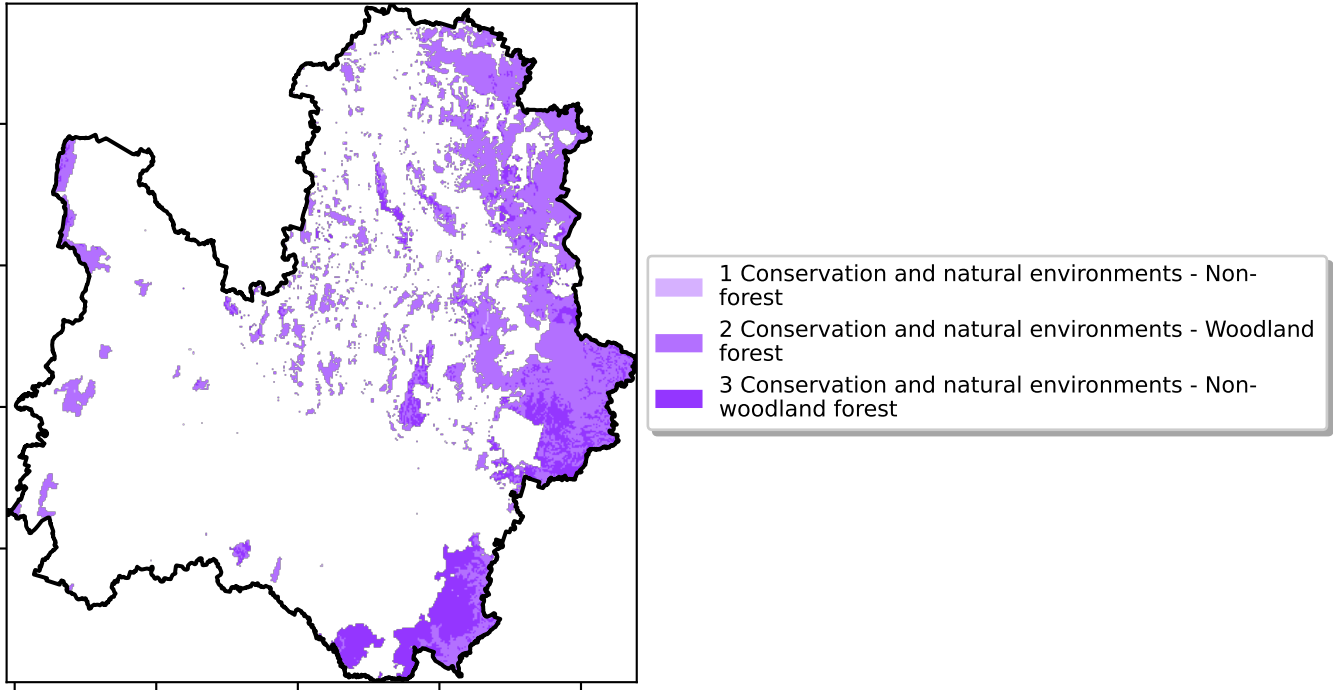 1 Conservation and natural environments - Non-
forest
2 Conservation and natural environments - Woodland
forest
3 Conservation and natural environments - Non-
woodland forest